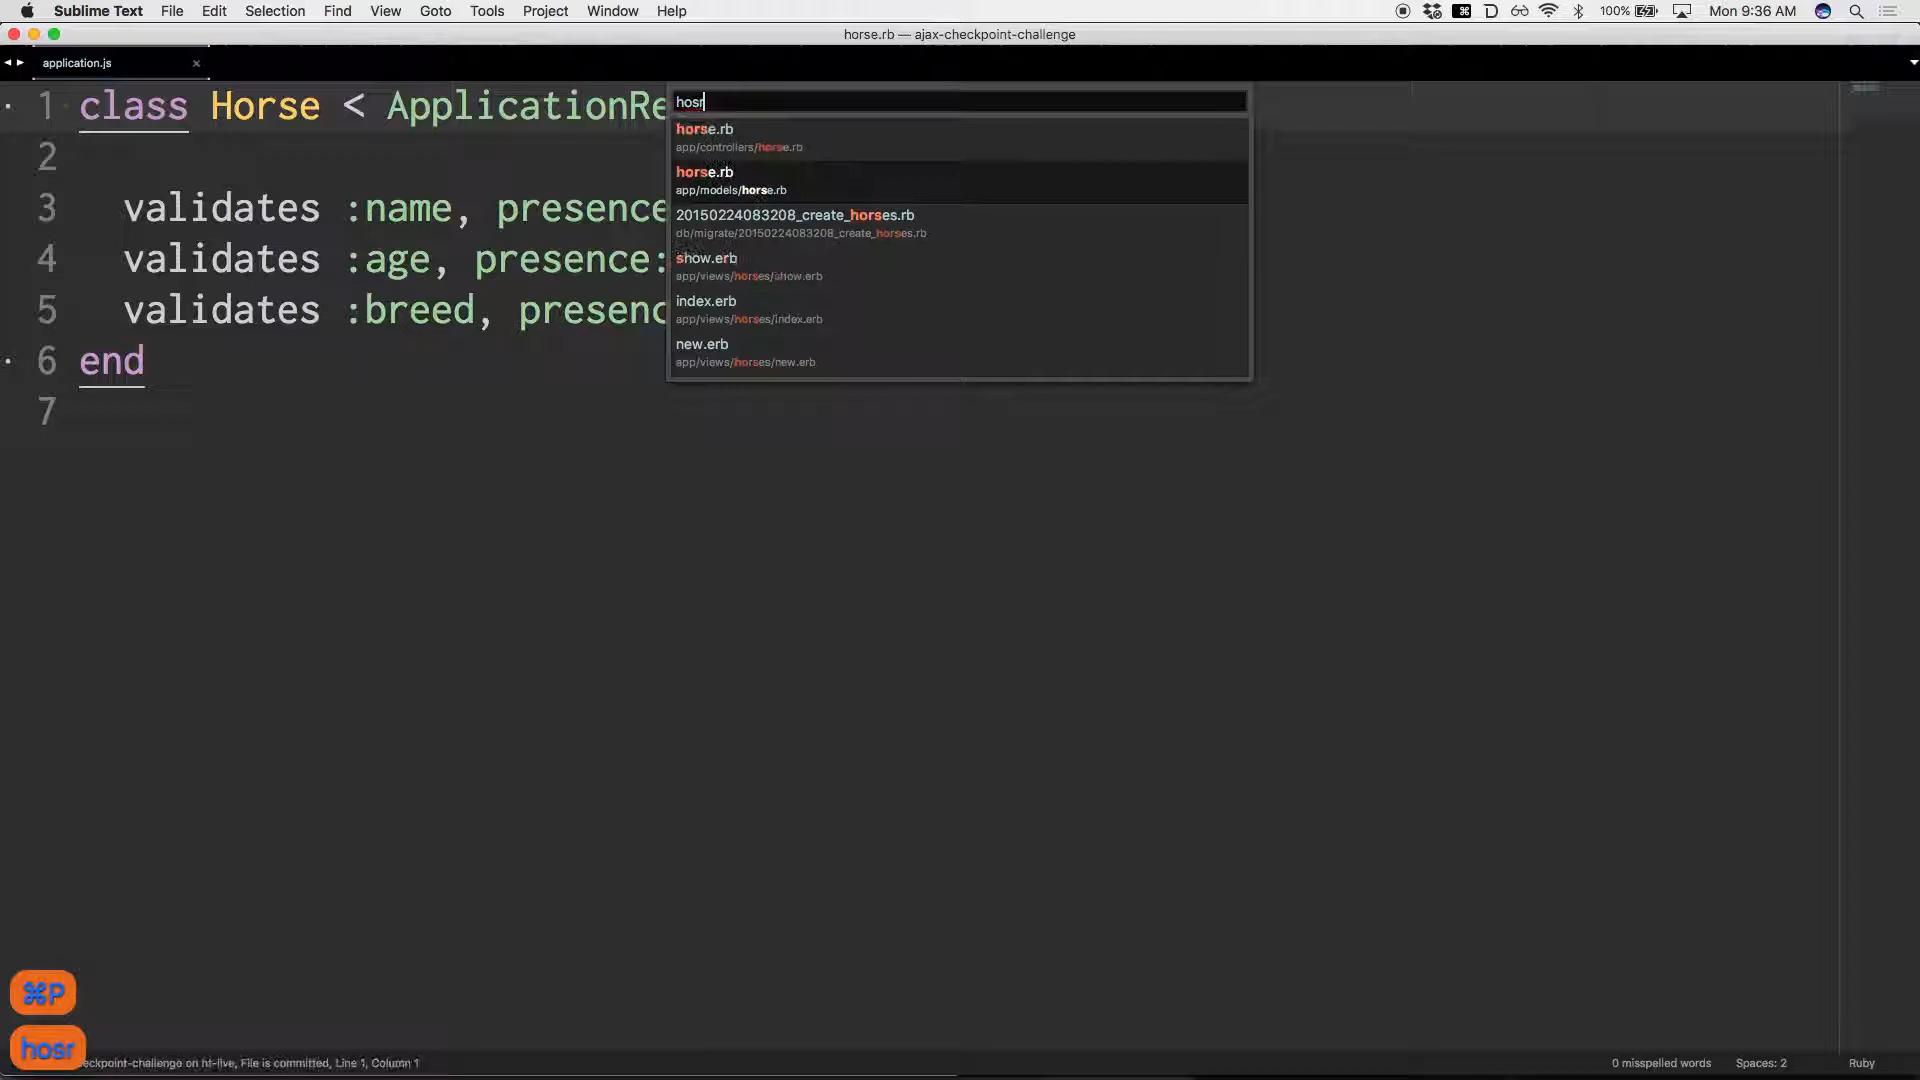 Sublime Text File Edit Selection Find View Goto Tools Project Window Help 100% Mon 9:36 AM
horse.rb — ajax-checkpoint-challenge
application.js
1 class Horse < ApplicationRe
2
3 validates :name, presence
4 validates :age, presence:
5 validates :breed, presenc
6 end
7
hosr
horse.rb
app/controllers/horse.rb
horse.rb
app/models/horse.rb
20150224083208_create_horses.rb
db/migrate/20150224083208_create_horses.rb
show.erb
app/views/horses/show.erb
index.erb
app/views/horses/index.erb
new.erb
app/views/horses/new.erb
⌘P
hosr
eckpoint-challenge on ht-live, File is committed, Line 1, Column 1 0 misspelled words Spaces: 2 Ruby